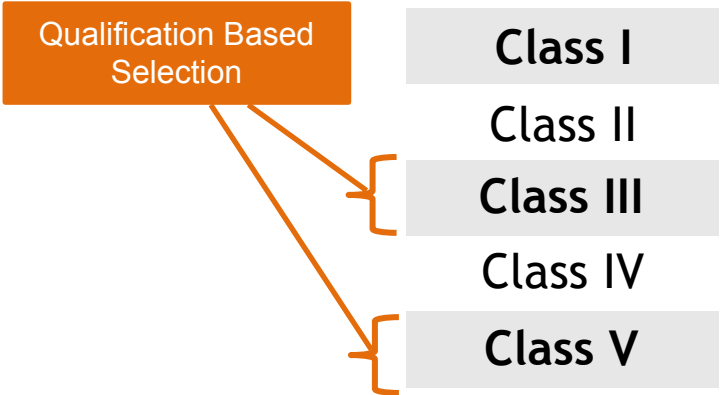 Qualification Based
Selection
Class I
Class II
Class III
Class IV
Class V